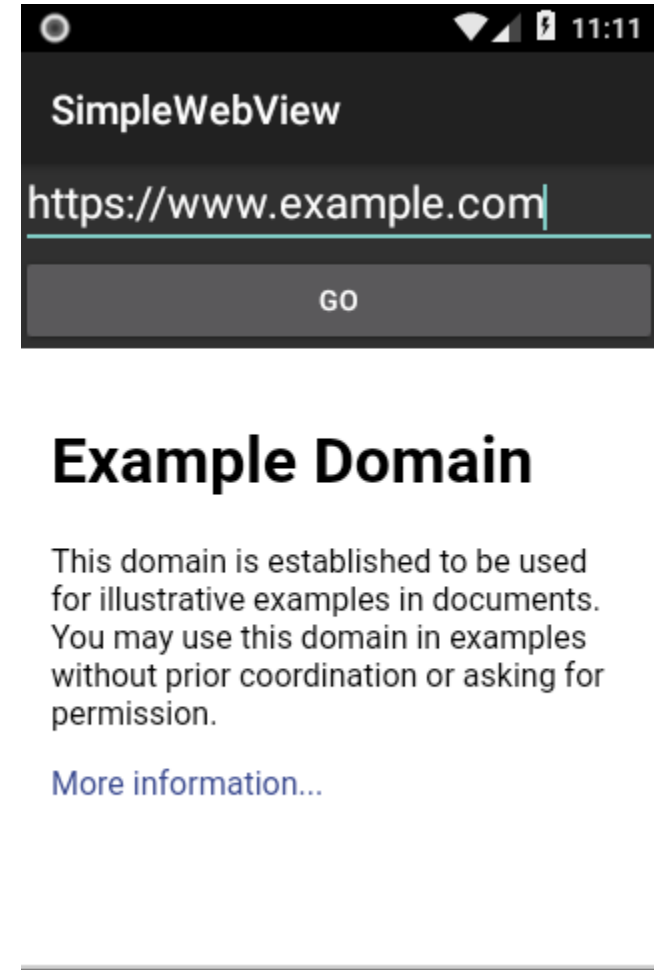 11:11
SimpleWebView
https://www.example.com
GO
Example Domain
This domain is established to be used
for illustrative examples in documents.
You may use this domain in examples
without prior coordination or asking for
permission.
More information...